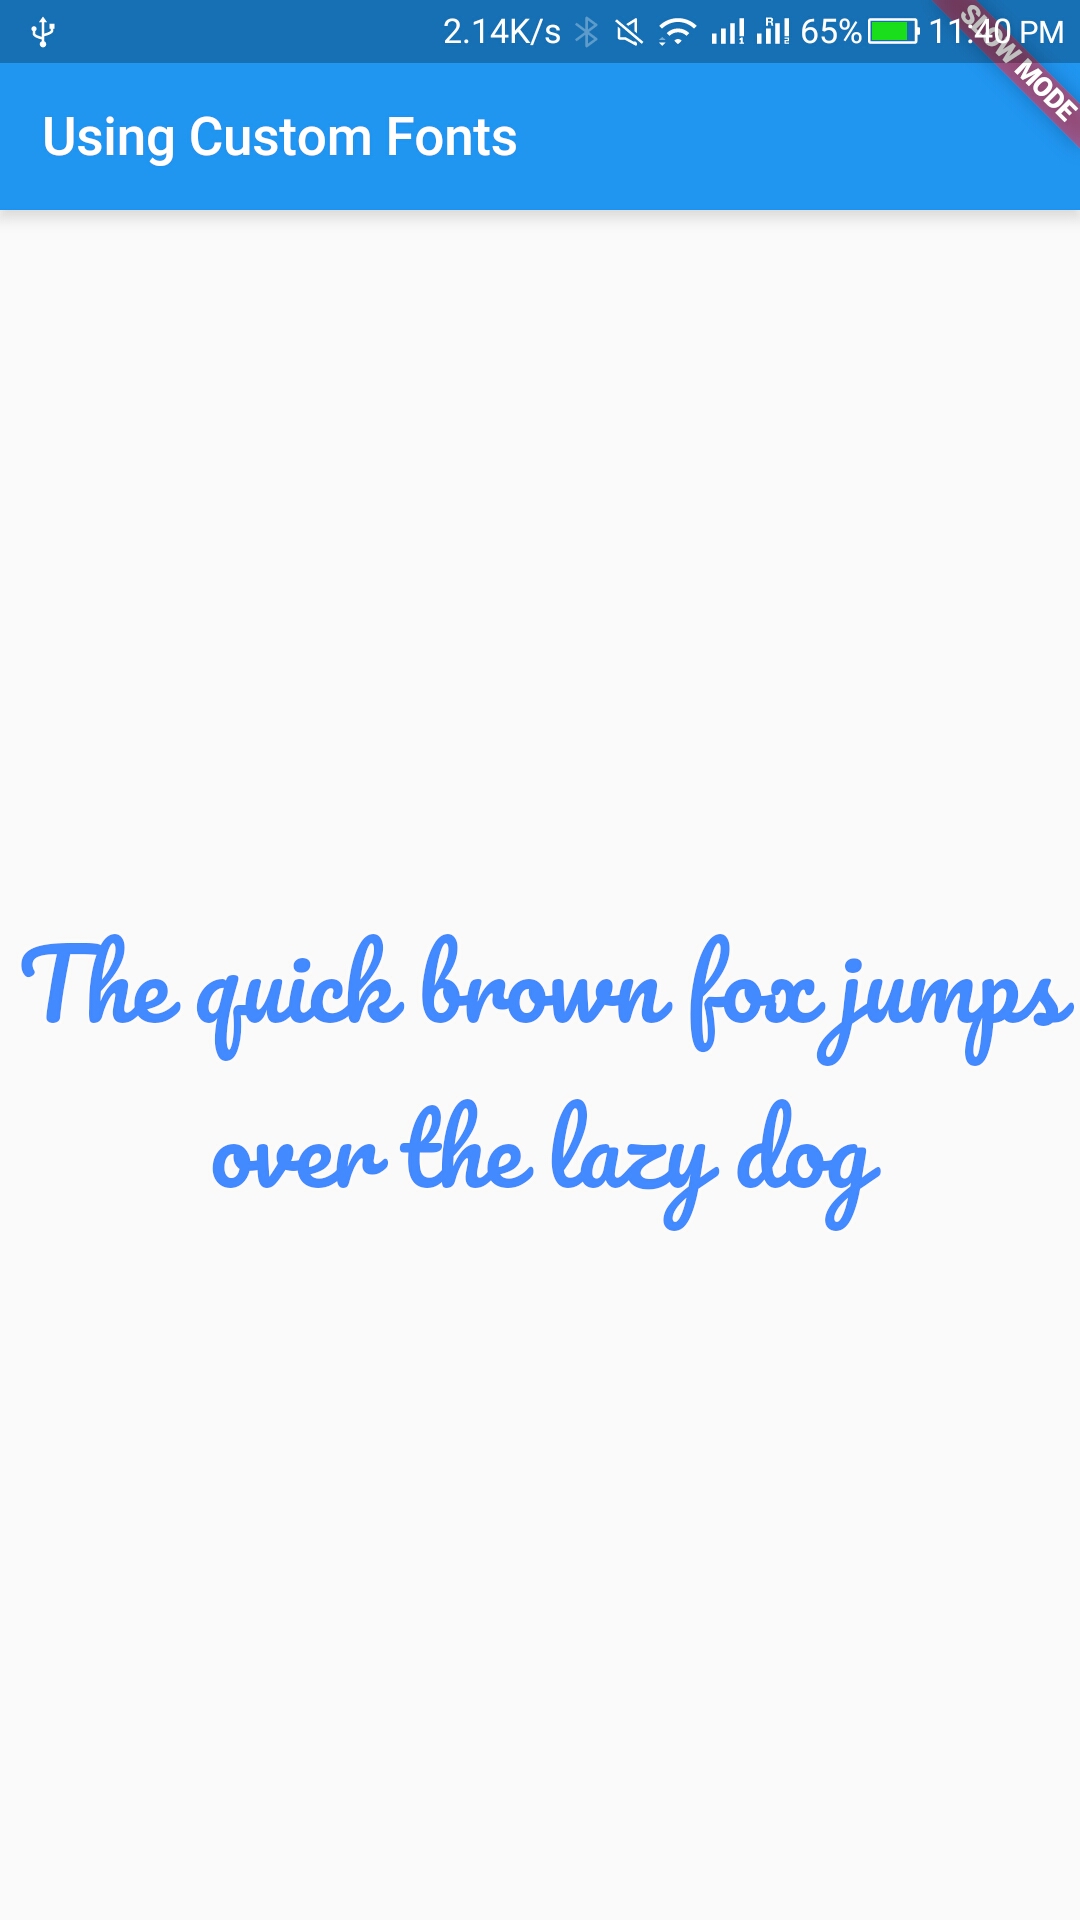 2.14K/s 65% 11:40 PM
SLOW MODE
Using Custom Fonts
The quick brown fox jumps
over the lazy dog